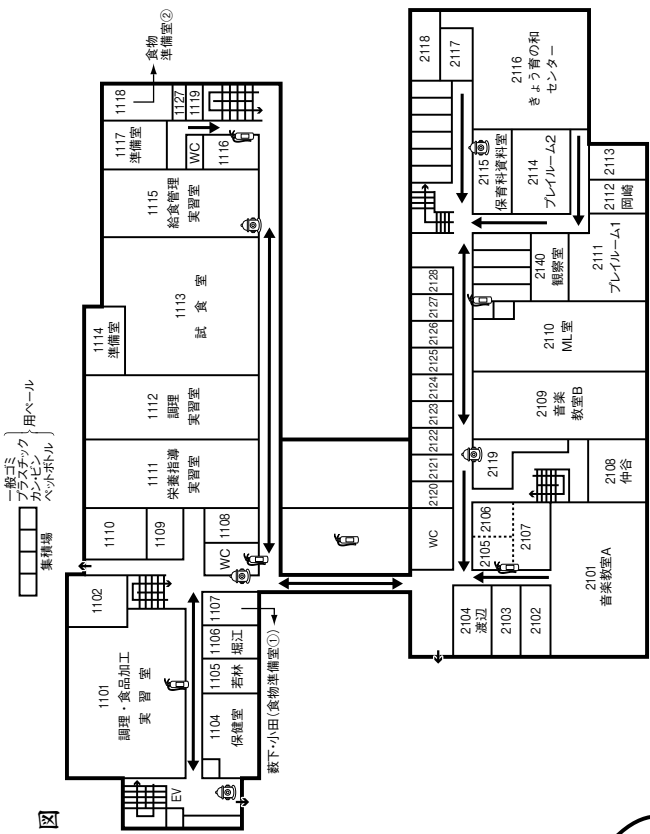 図
一般ゴミ
プラスチック
カン・ビン
ペットボトル
用ペール
集積場
1101
調理・食品加工
実習室
1102
EV
1104
保健室
1105
若林
1106
堀江
1107
藪下・小田(食物準備室①)
WC
1108
1109
1110
1111
栄養指導
実習室
1112
調理
実習室
1114
準備室
1113
試食室
1115
給食管理
実習室
WC
1116
1117
準備室
1118
食物
準備室②
1127
1119
2118
2117
2116
きょう育の和
センター
2115
保育科資料室
2114
プレイルーム2
2113
2112
岡崎
2111
プレイルーム1
2140
観察室
2110
ML室
2109
音楽
教室B
2108
仲谷
2119
2128
2127
2126
2125
2124
2123
2122
2121
2120
WC
2106
2105
2107
2104
渡辺
2103
2102
2101
音楽教室A